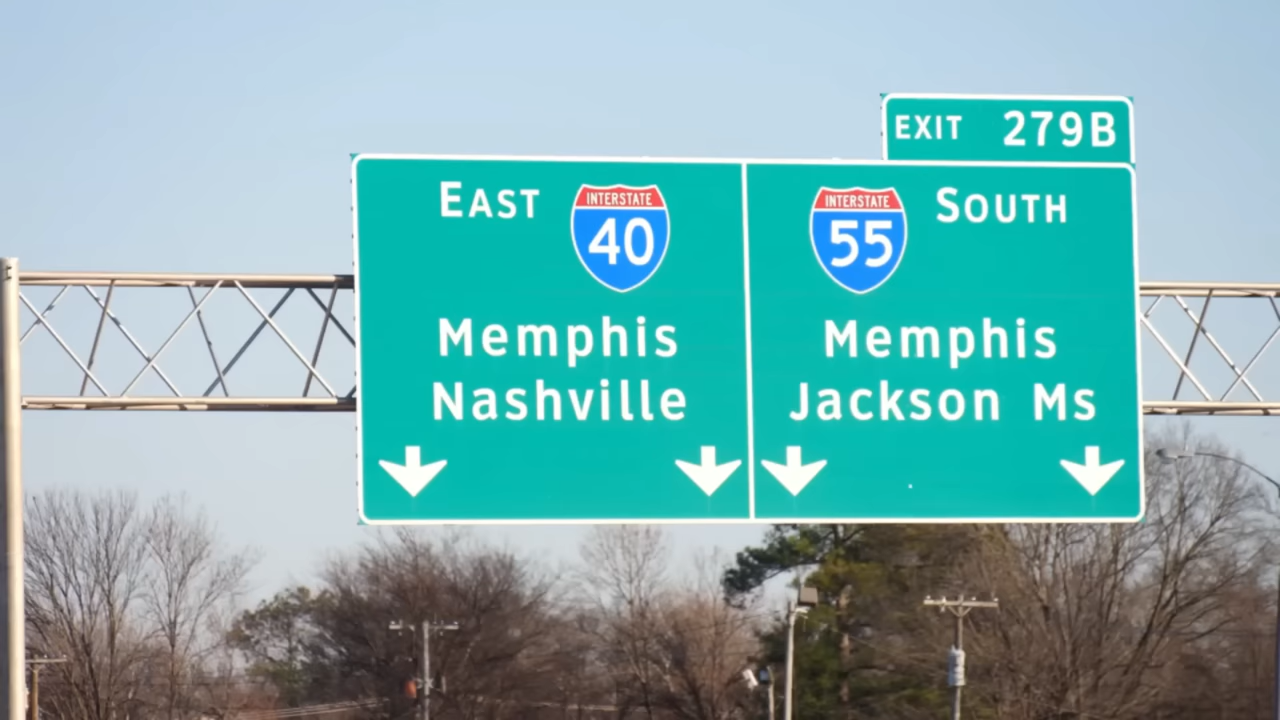 EXIT 279B
EAST INTERSTATE 40
Memphis
Nashville
INTERSTATE 55 SOUTH
Memphis
Jackson Ms